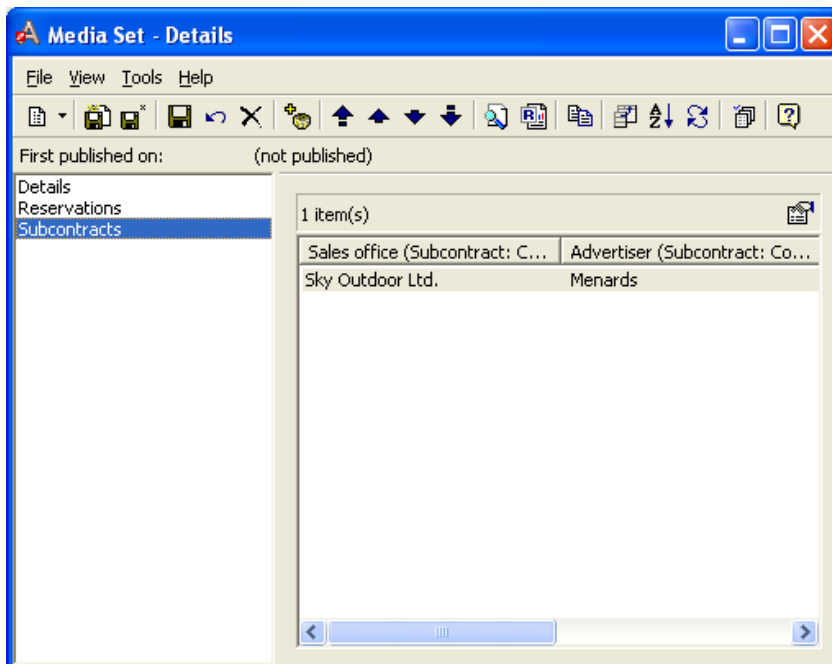 Media Set - Details
File View Tools Help
First published on: (not published)
Details
Reservations
Subcontracts
1 item(s)
Sales office (Subcontract: C... Advertiser (Subcontract: Co...
Sky Outdoor Ltd. Menards